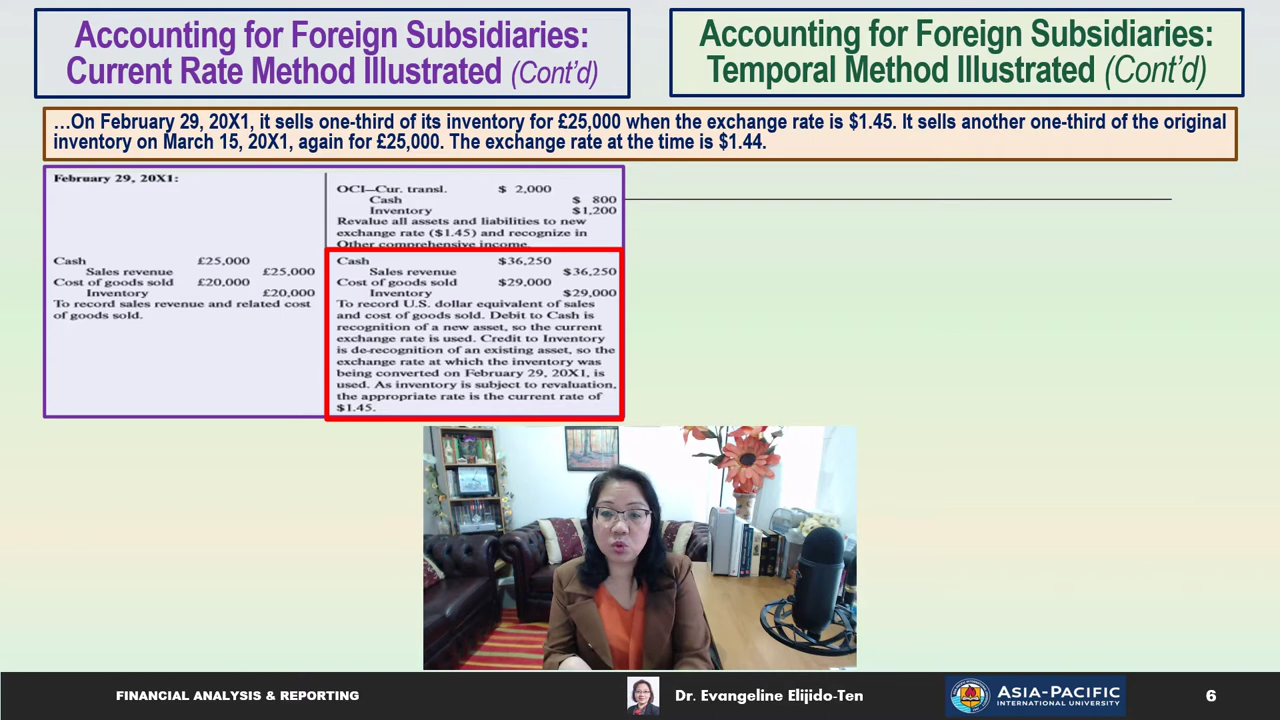 Accounting for Foreign Subsidiaries:
Current Rate Method Illustrated (Cont'd)
Accounting for Foreign Subsidiaries:
Temporal Method Illustrated (Cont'd)
…On February 29, 20X1, it sells one-third of its inventory for £25,000 when the exchange rate is $1.45. It sells another one-third of the original
inventory on March 15, 20X1, again for £25,000. The exchange rate at the time is $1.44.
February 29, 20X1:
OCI—Cur. transl. $ 2,000
Cash $ 800
Inventory $1,200
Revalue all assets and liabilities to new
exchange rate ($1.45) and recognize in
Other comprehensive income.
Cash £25,000
Sales revenue £25,000
Cost of goods sold £20,000
Inventory £20,000
To record sales revenue and related cost
of goods sold.
Cash $36,250
Sales revenue $36,250
Cost of goods sold $29,000
Inventory $29,000
To record U.S. dollar equivalent of sales
and cost of goods sold. Debit to Cash is
recognition of a new asset, so the current
exchange rate is used. Credit to Inventory
is de-recognition of an existing asset, so the
exchange rate at which the inventory was
being converted on February 29, 20X1, is
used. As inventory is subject to revaluation,
the appropriate rate is the current rate of
$1.45.
FINANCIAL ANALYSIS & REPORTING
Dr. Evangeline Elijido-Ten
ASIA-PACIFIC
INTERNATIONAL UNIVERSITY
6